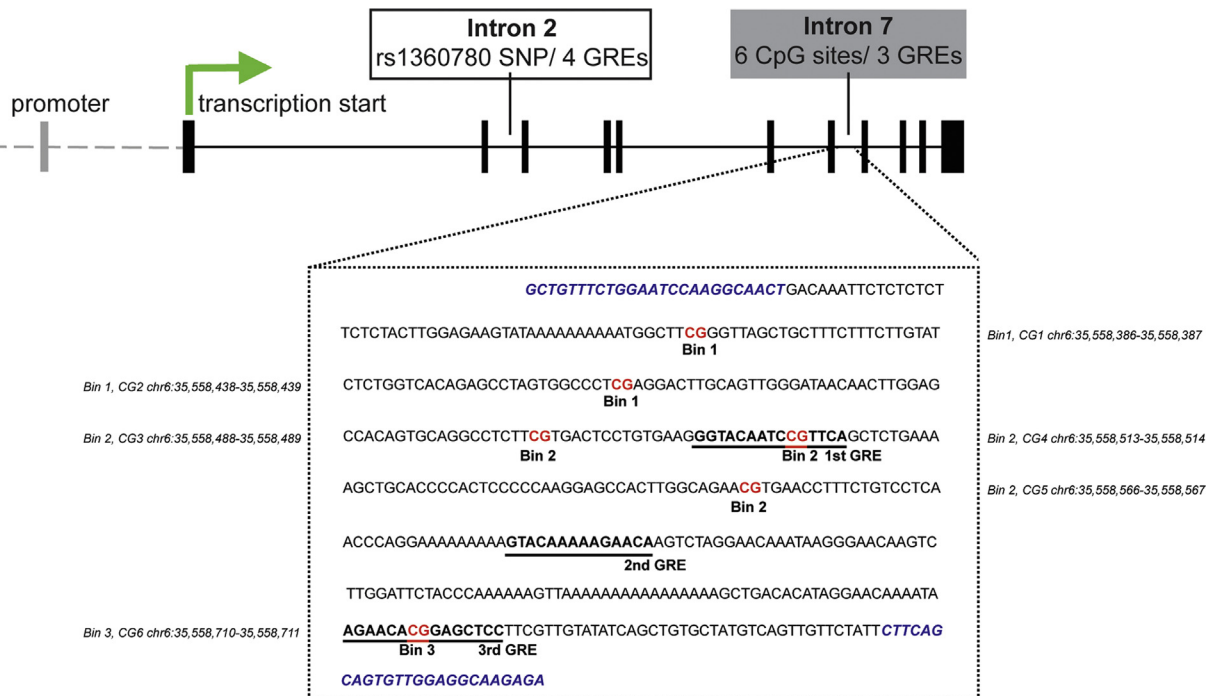 Intron 2
rs1360780 SNP/ 4 GREs
Intron 7
6 CpG sites/ 3 GREs
promoter
transcription start
GCTGTTTCTGGAATCCAAGGCAACTGACAAATTCTCTCTCT
TCTCTACTTGGAGAAGTATAAAAAAAAAAATGGCTTCGGGTTAGCTGCTTTCTTTCTTGTAT
Bin1, CG1 chr6:35,558,386-35,558,387
Bin 1
Bin 1, CG2 chr6:35,558,438-35,558,439
CTCTGGTCACAGAGCCTAGTGGCCCTCGAGGACTTGCAGTTGGGATAACAACTTGGAG
Bin 1
Bin 2, CG3 chr6:35,558,488-35,558,489
CCACAGTGCAGGCCTCTTCGTGACTCCTGTGAAGGGTACAATCCGTTCAGCTCTGAAA
Bin 2, CG4 chr6:35,558,513-35,558,514
Bin 2
Bin 2 1st GRE
AGCTGCACCCCACTCCCCCAAGGAGCCACTTGGCAGAACGTGAACCTTTCTGTCCTCA
Bin 2, CG5 chr6:35,558,566-35,558,567
Bin 2
ACCCAGGAAAAAAAAAGTACAAAAAGAACAAGTCTAGGAACAAATAAGGGAACAAGTC
2nd GRE
TTGGATTCTACCCAAAAAAGTTAAAAAAAAAAAAAAAAAGCTGACACATAGGAACAAAATA
Bin 3, CG6 chr6:35,558,710-35,558,711
AGAACACGGAGCTCCTTCGTTGTATATCAGCTGTGCTATGTCAGTTGTTCTATTCTTCAG
Bin 3
3rd GRE
CAGTGTTGGAGGCAAGAGA